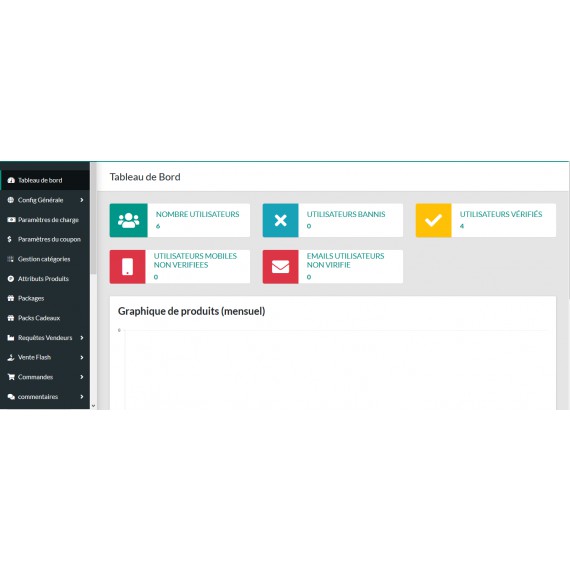 Tableau de bord
Config Générale
Paramètres de charge
Paramètres du coupon
Gestion catégories
Attributs Produits
Packages
Packs Cadeaux
Requêtes Vendeurs
Vente Flash
Commandes
commentaires
Tableau de Bord
NOMBRE UTILISATEURS
6
UTILISATEURS BANNIS
0
UTILISATEURS VÉRIFIÉS
4
UTILISATEURS MOBILES
NON VERIFIEES
0
EMAILS UTILISATEURS
NON VIRIFIE
0
Graphique de produits (mensuel)